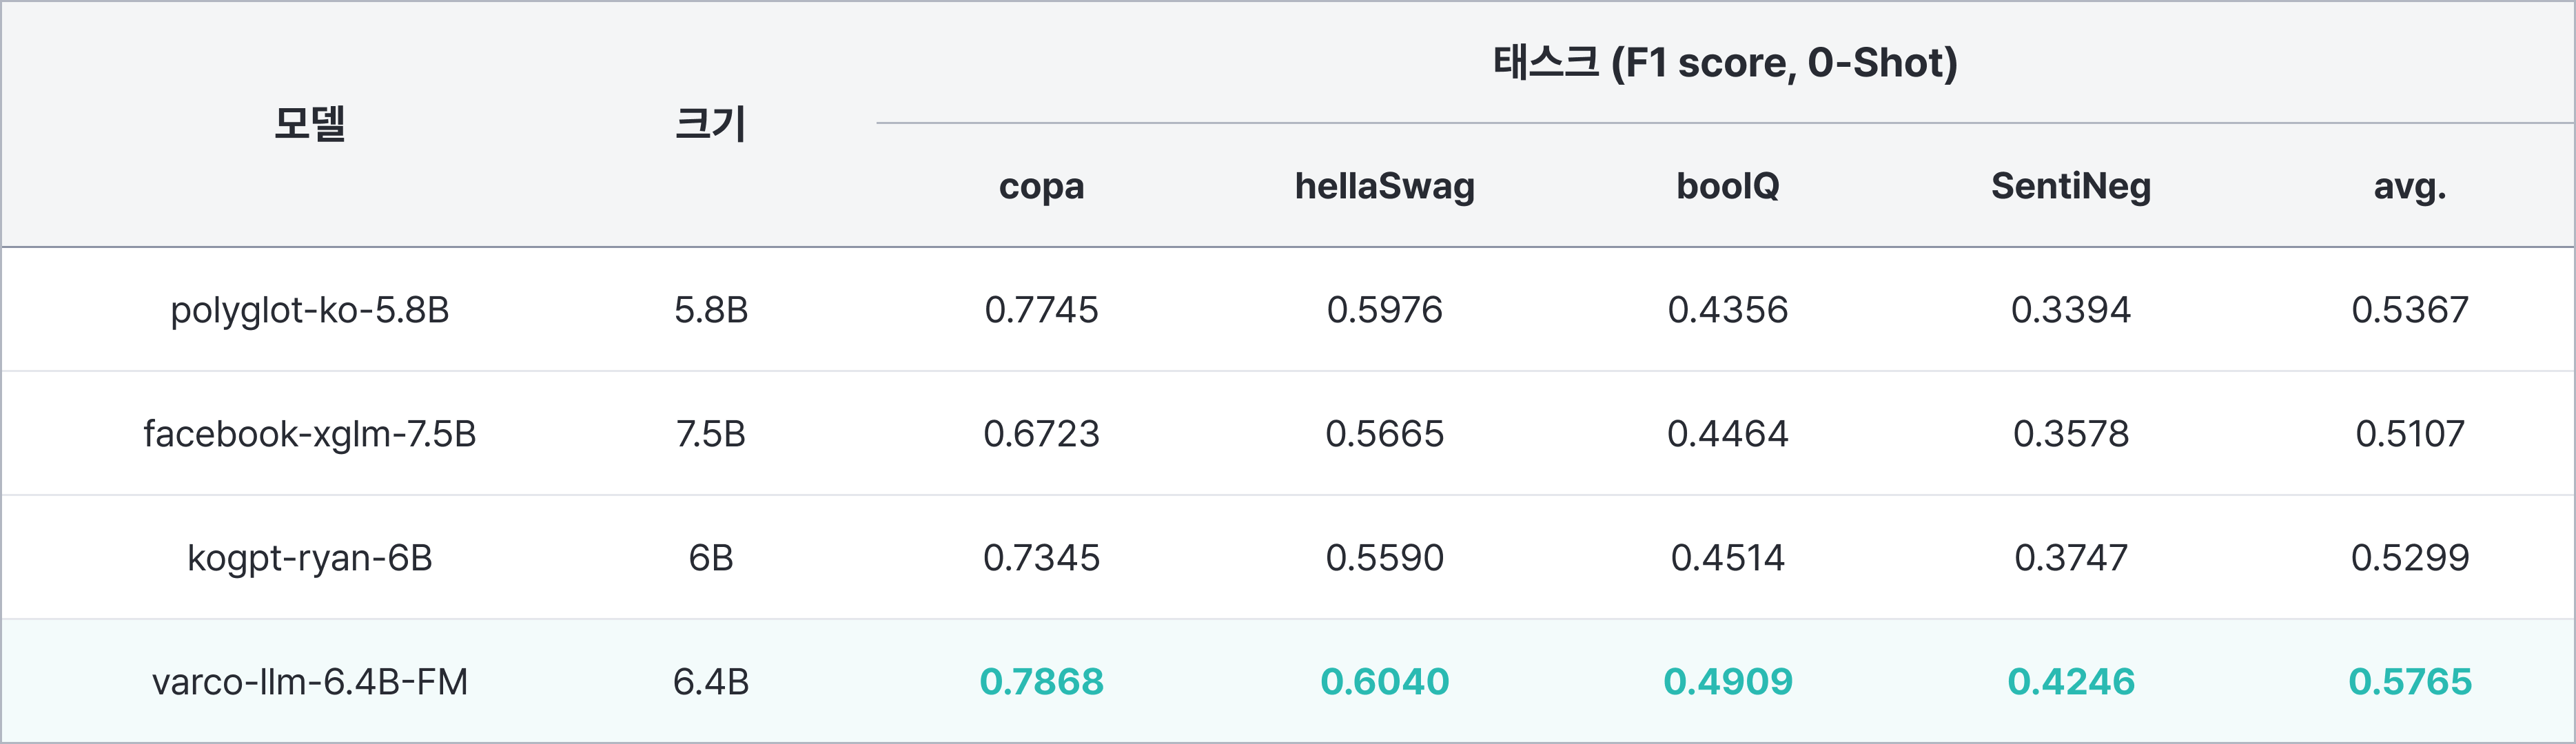 태스크 (F1 score, 0-Shot)
모델 크기
copa hellaSwag boolQ SentiNeg avg.
polyglot-ko-5.8B 5.8B 0.7745 0.5976 0.4356 0.3394 0.5367
facebook-xglm-7.5B 7.5B 0.6723 0.5665 0.4464 0.3578 0.5107
kogpt-ryan-6B 6B 0.7345 0.5590 0.4514 0.3747 0.5299
varco-llm-6.4B-FM 6.4B 0.7868 0.6040 0.4909 0.4246 0.5765